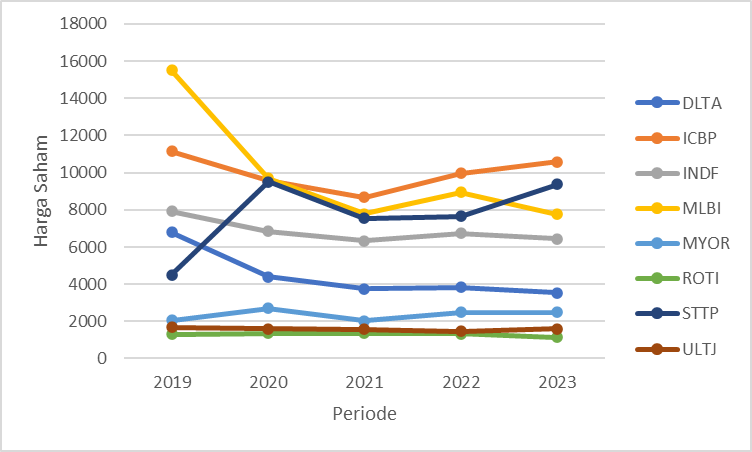 18000
16000
14000
12000
10000
8000
6000
4000
2000
0
Harga Saham
2019 2020 2021 2022 2023
Periode
DLTA
ICBP
INDF
MLBI
MYOR
ROTI
STTP
ULTJ